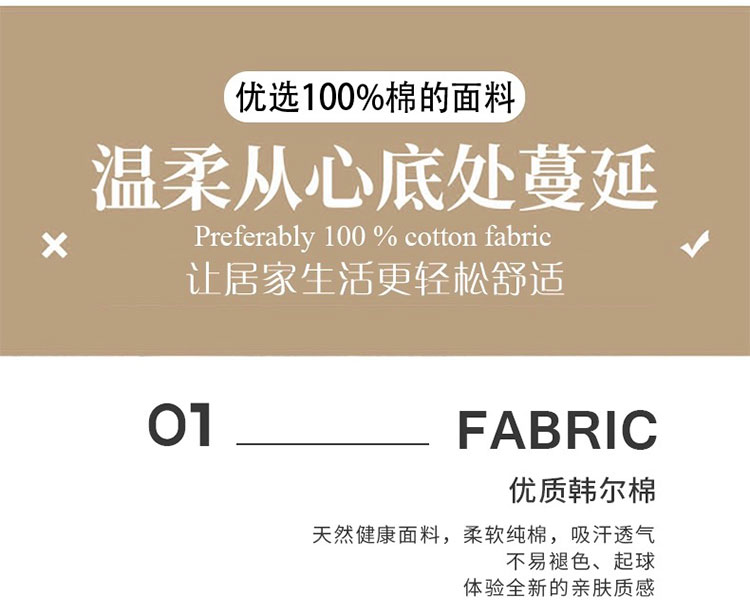 优选100%棉的面料
温柔从心底处蔓延
Preferably 100 % cotton fabric
让居家生活更轻松舒适
01 FABRIC
优质韩尔棉
天然健康面料，柔软纯棉，吸汗透气
不易褪色、起球
体验全新的亲肤质感